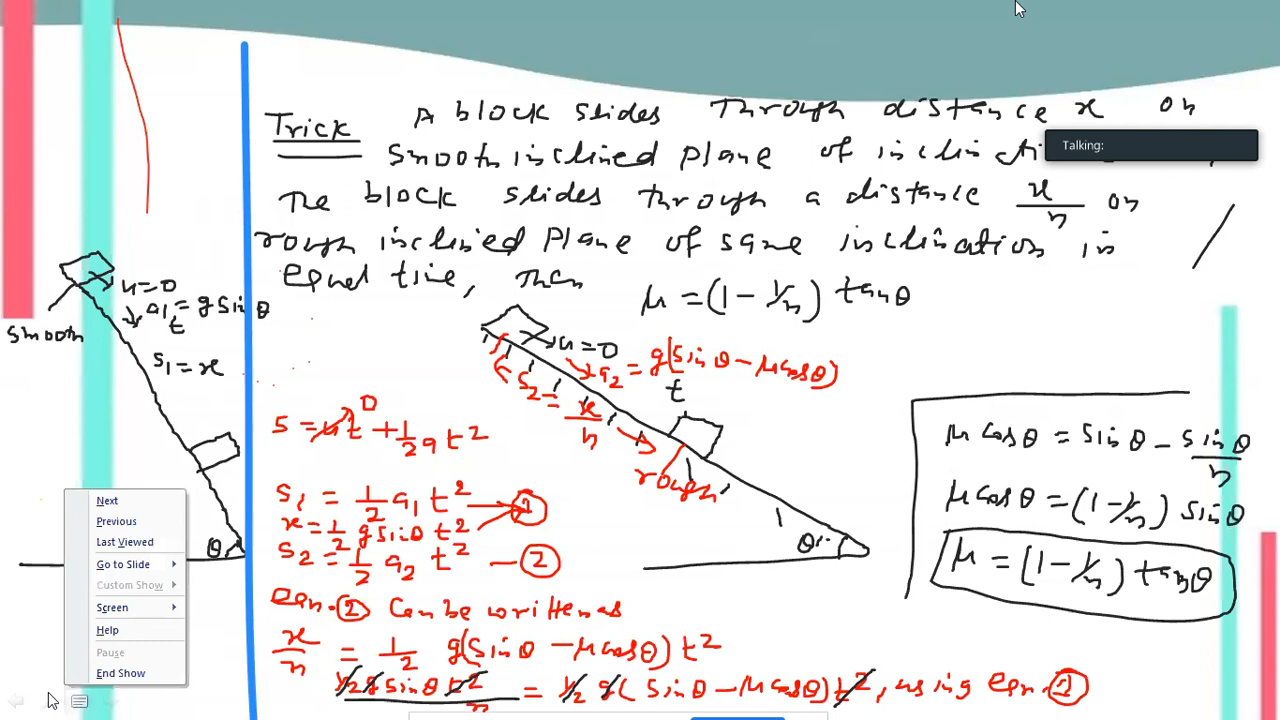 Trick A block slides through distance x on
smooth inclined plane of
Talking:
The block slides through a distance x/n on
rough inclined plane of same inclination in
equal time, then μ = (1 - 1/n) tanθ
u=0
a1 = g sinθ
t
smooth
s1 = x
θ
u=0
a2 = g(sinθ - μcosθ)
t
s2 = x/n
rough
θ
s = ut + 1/2 at²
0
s1 = 1/2 a1 t² 1
x = 1/2 g sinθ t²
s2 = 1/2 a2 t² — 2
eqn. 2 can be written as
x/n = 1/2 g(sinθ - μcosθ) t²
1/2 g sinθ t²/n = 1/2 g(sinθ - μcosθ) t², using eqn. 1
μcosθ = sinθ - sinθ/n
μcosθ = (1 - 1/n) sinθ
μ = (1 - 1/n) tanθ
Next
Previous
Last Viewed
Go to Slide
Custom Show
Screen
Help
Pause
End Show